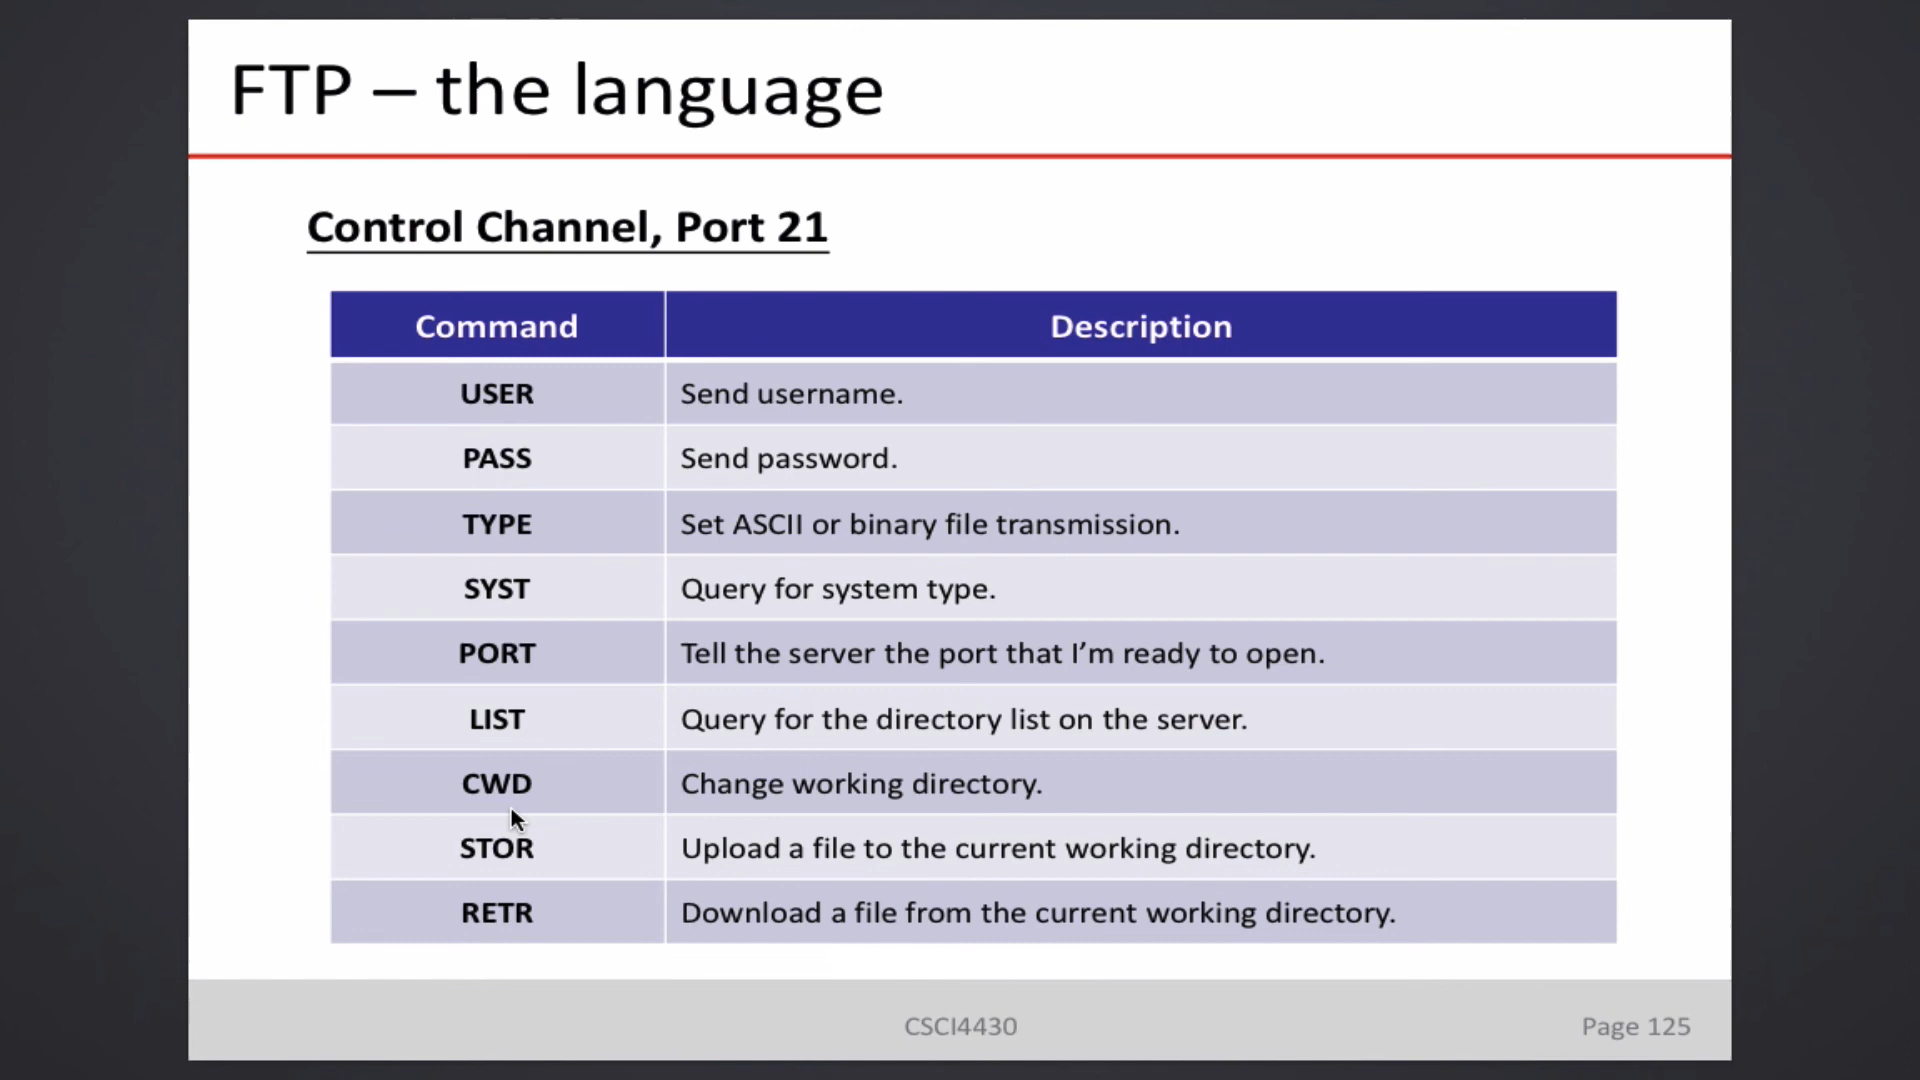 FTP – the language
Control Channel, Port 21
Command Description
USER Send username.
PASS Send password.
TYPE Set ASCII or binary file transmission.
SYST Query for system type.
PORT Tell the server the port that I’m ready to open.
LIST Query for the directory list on the server.
CWD Change working directory.
STOR Upload a file to the current working directory.
RETR Download a file from the current working directory.
CSCI4430 Page 125